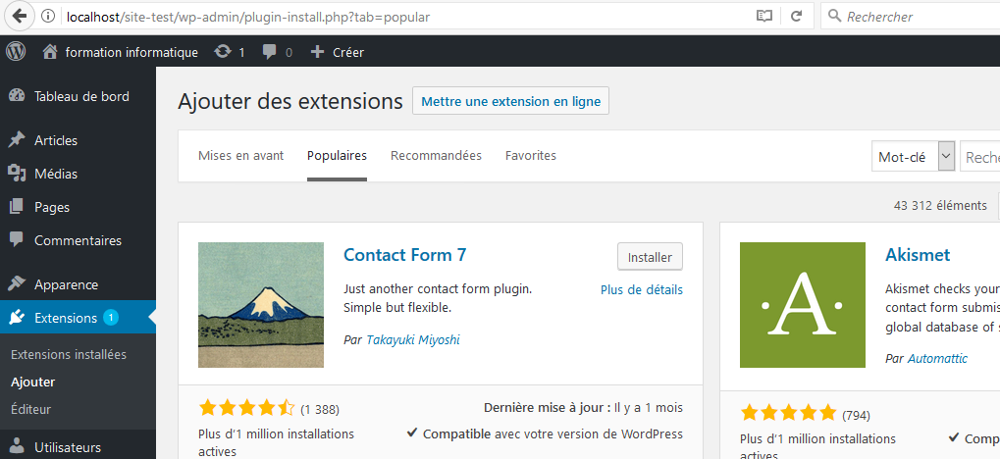 localhost/site-test/wp-admin/plugin-install.php?tab=popular
Rechercher
formation informatique
1
0
Créer
Tableau de bord
Articles
Médias
Pages
Commentaires
Apparence
Extensions 1
Extensions installées
Ajouter
Éditeur
Utilisateurs
Ajouter des extensions
Mettre une extension en ligne
Mises en avant
Populaires
Recommandées
Favorites
Mot-clé
Reche
43 312 éléments
Contact Form 7
Installer
Plus de détails
Just another contact form plugin.
Simple but flexible.
Par Takayuki Miyoshi
(1 388)
Plus d'1 million installations
actives
Dernière mise à jour : Il y a 1 mois
Compatible avec votre version de WordPress
·A·
Akismet
Akismet checks your
contact form submis
global database of s
Par Automattic
(794)
Plus d'1 million installations
actives
Comp